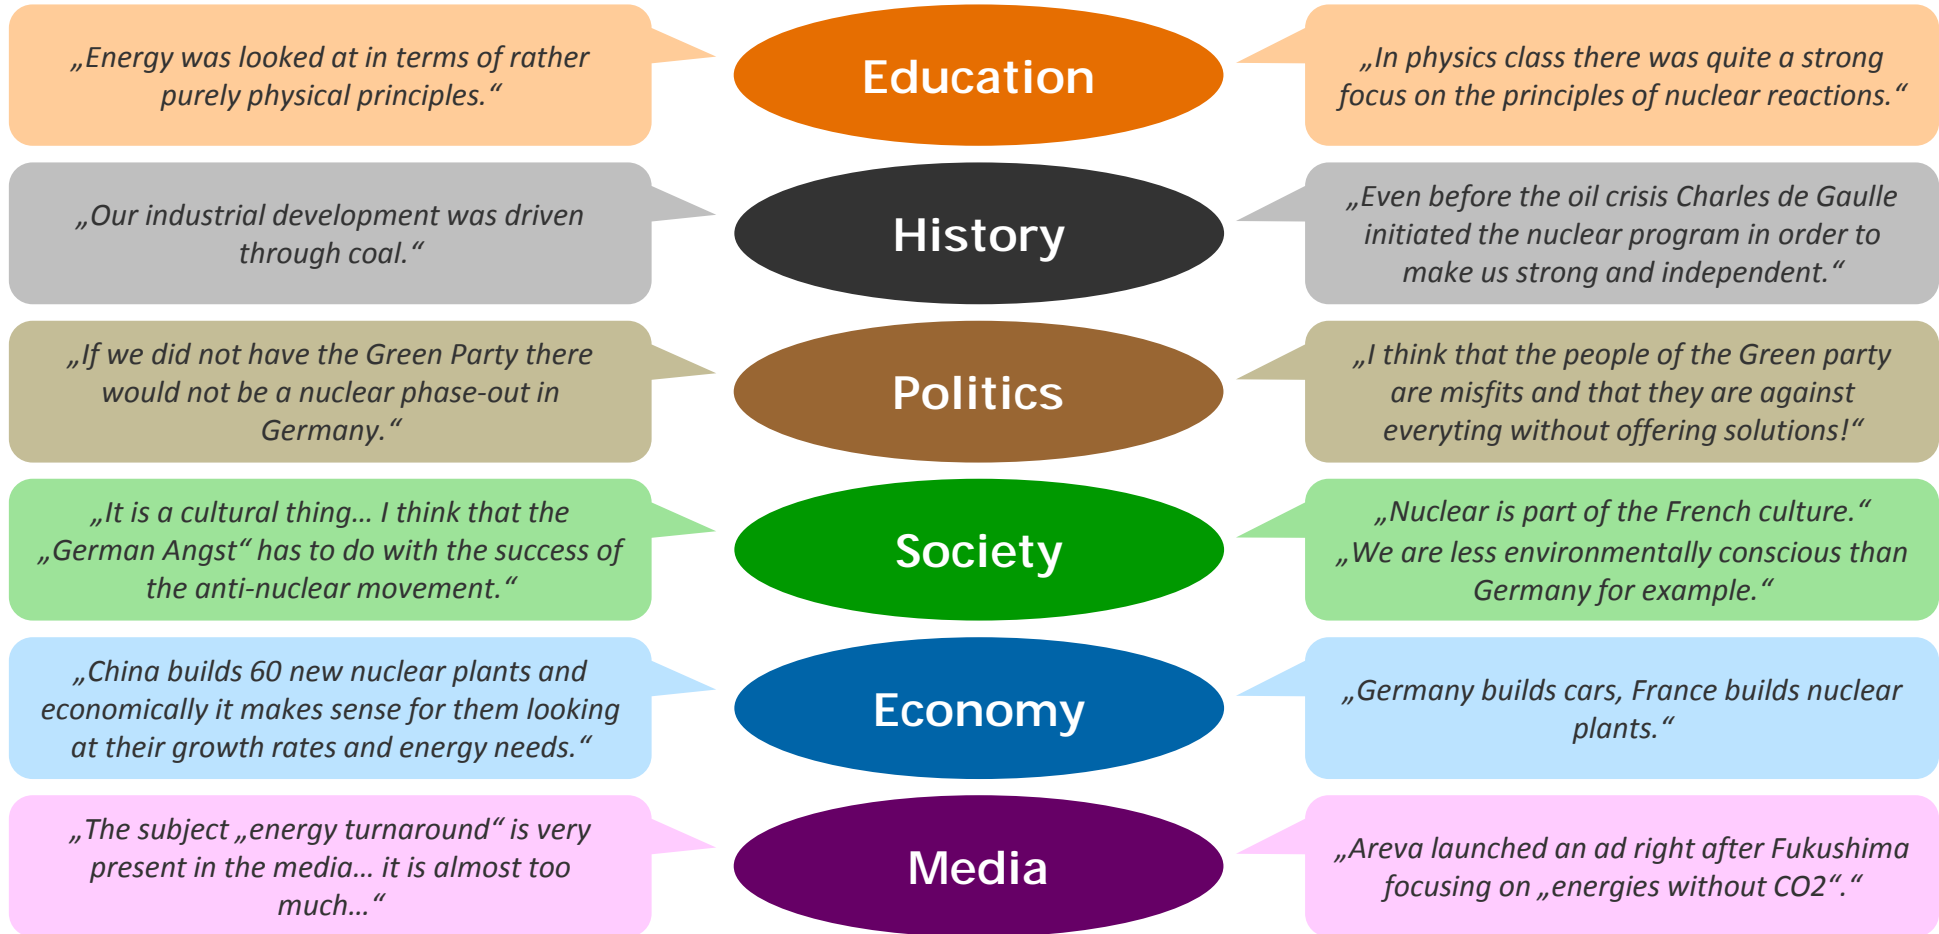 „Energy was looked at in terms of rather
purely physical principles.“
Education
„In physics class there was quite a strong
focus on the principles of nuclear reactions.“
„Our industrial development was driven
through coal.“
History
„Even before the oil crisis Charles de Gaulle
initiated the nuclear program in order to
make us strong and independent.“
„If we did not have the Green Party there
would not be a nuclear phase-out in
Germany.“
Politics
„I think that the people of the Green party
are misfits and that they are against
everyting without offering solutions!“
„It is a cultural thing… I think that the
„German Angst“ has to do with the success of
the anti-nuclear movement.“
Society
„Nuclear is part of the French culture.“
„We are less environmentally conscious than
Germany for example.“
„China builds 60 new nuclear plants and
economically it makes sense for them looking
at their growth rates and energy needs.“
Economy
„Germany builds cars, France builds nuclear
plants.“
„The subject „energy turnaround“ is very
present in the media… it is almost too
much…“
Media
„Areva launched an ad right after Fukushima
focusing on „energies without CO2“.“